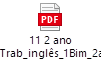 PDF
11 2 ano
Trab_inglês_1Bim_2a